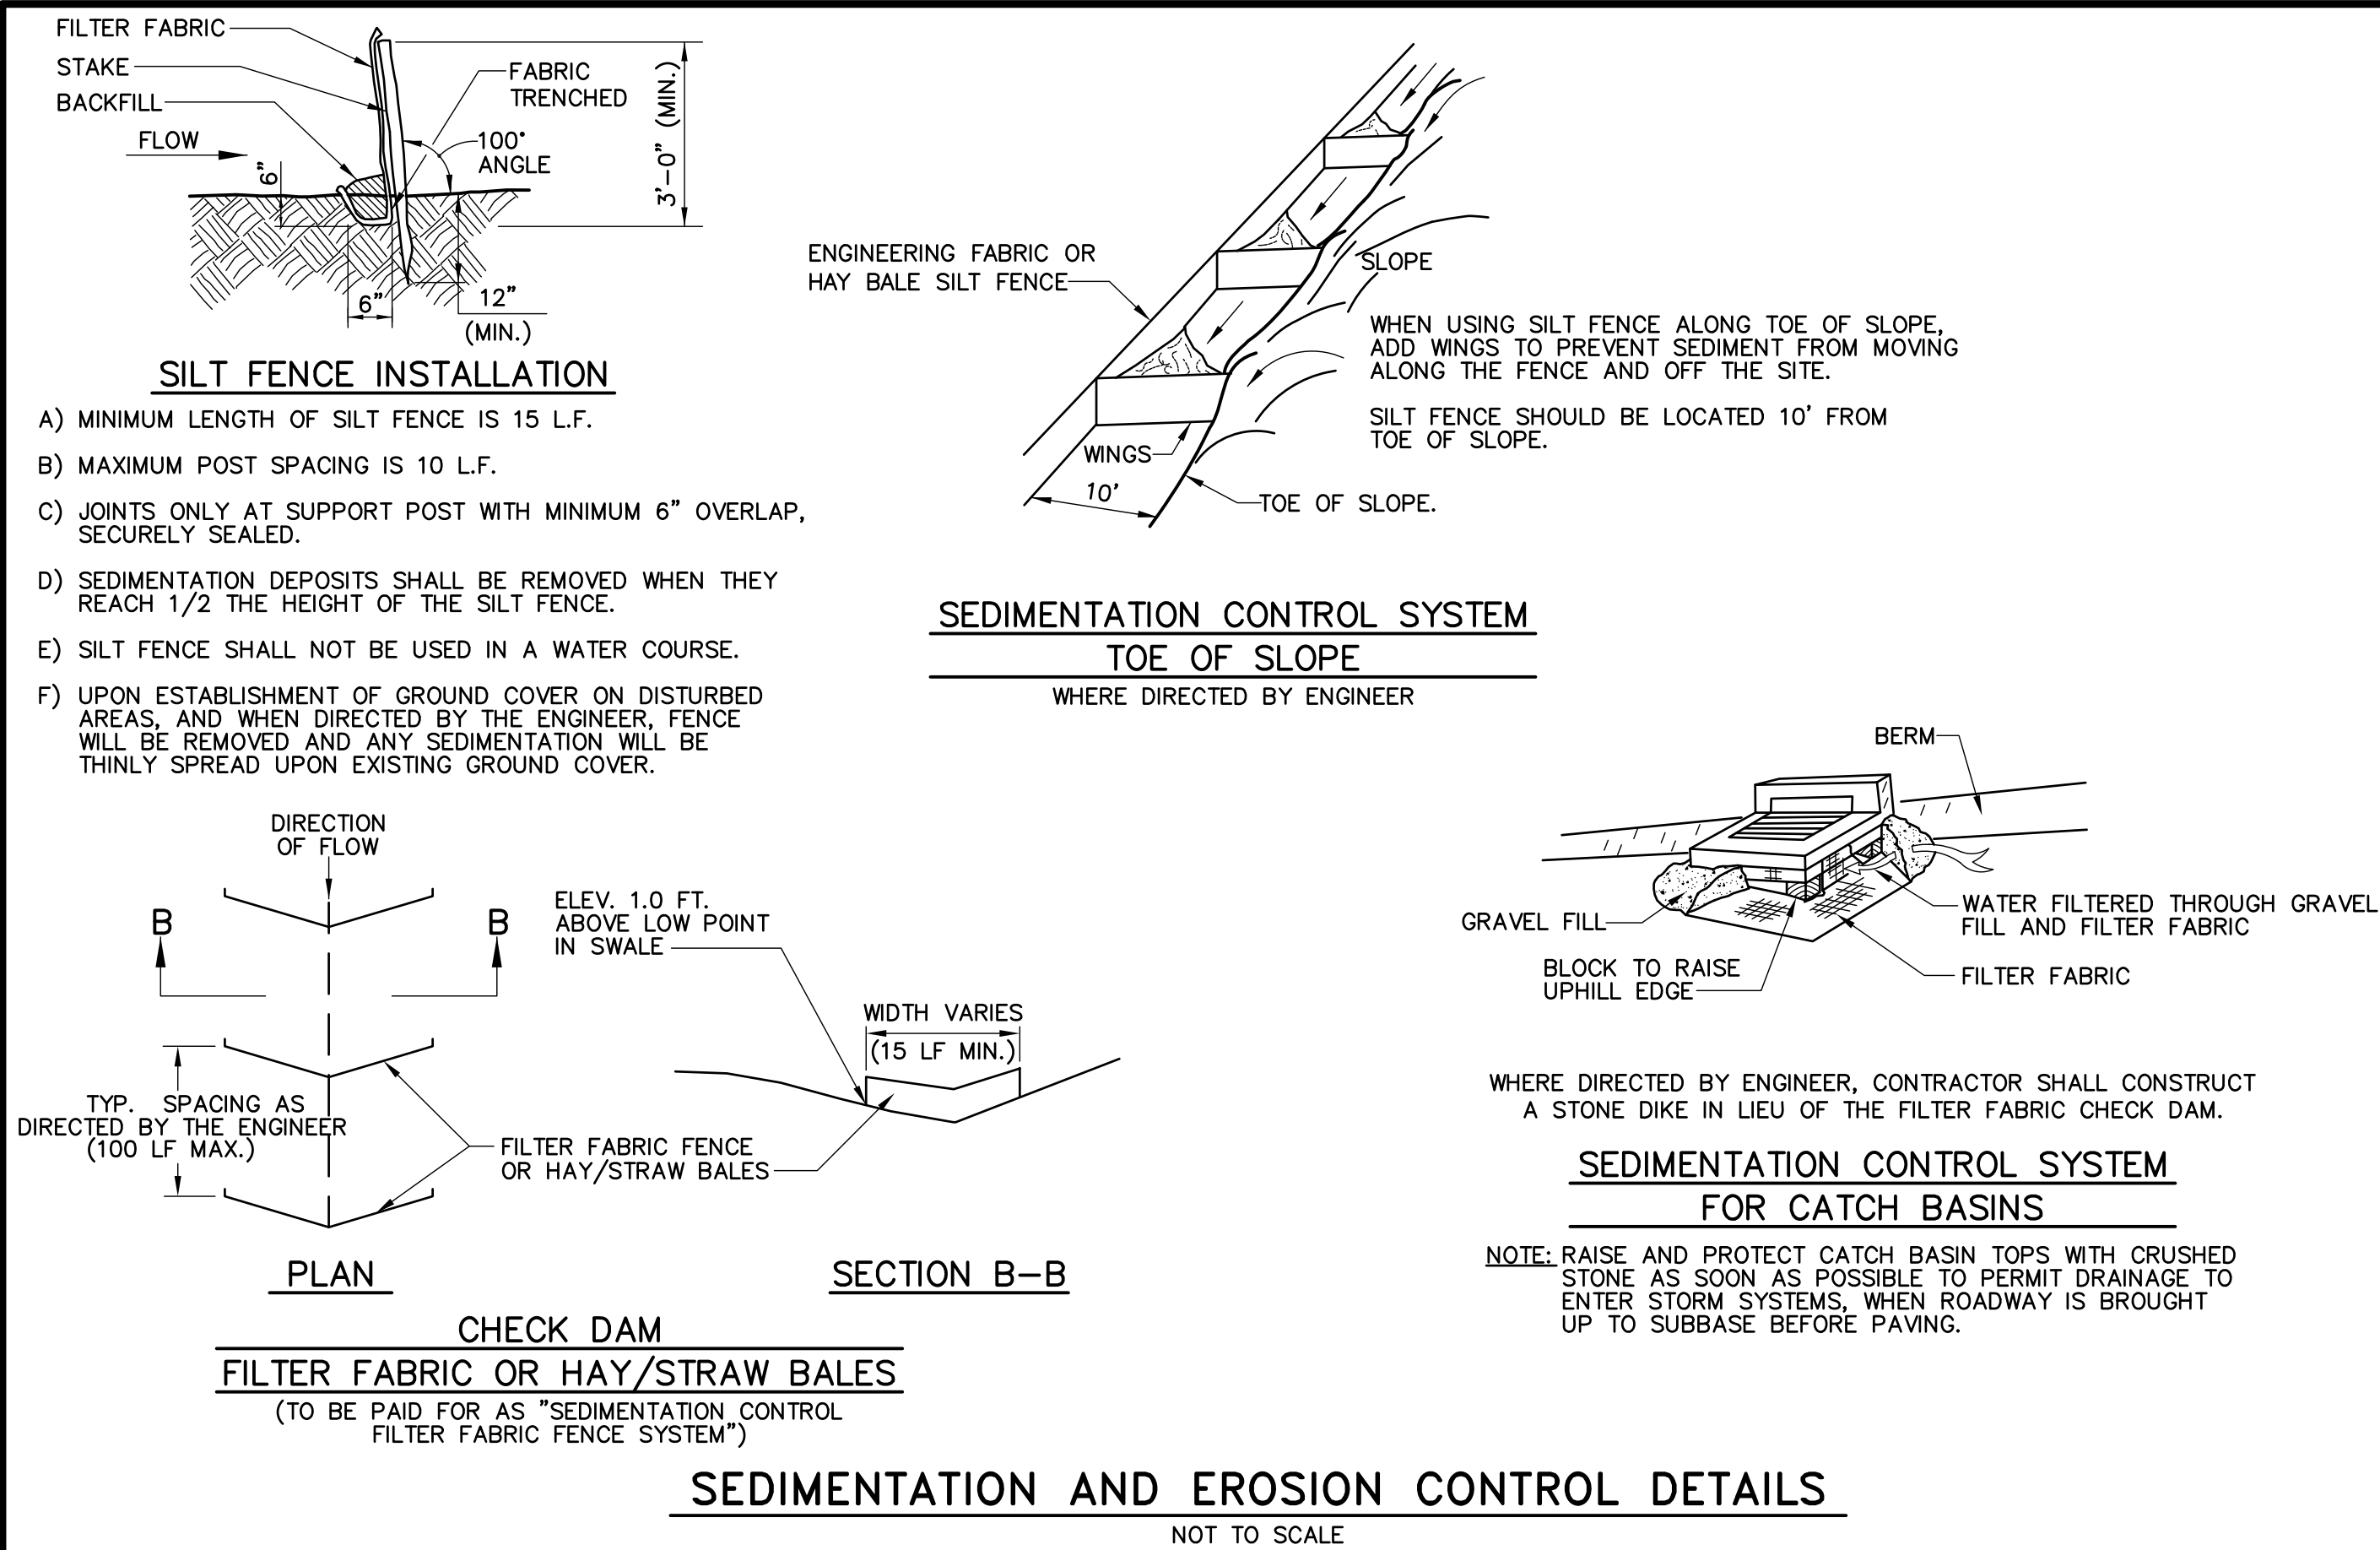 FILTER FABRIC
STAKE
BACKFILL
FLOW
FABRIC
TRENCHED
100°
ANGLE
3'-0" (MIN.)
6"
6"
12"
(MIN.)
SILT FENCE INSTALLATION
A) MINIMUM LENGTH OF SILT FENCE IS 15 L.F.
B) MAXIMUM POST SPACING IS 10 L.F.
C) JOINTS ONLY AT SUPPORT POST WITH MINIMUM 6" OVERLAP,
SECURELY SEALED.
D) SEDIMENTATION DEPOSITS SHALL BE REMOVED WHEN THEY
REACH 1/2 THE HEIGHT OF THE SILT FENCE.
E) SILT FENCE SHALL NOT BE USED IN A WATER COURSE.
F) UPON ESTABLISHMENT OF GROUND COVER ON DISTURBED
AREAS, AND WHEN DIRECTED BY THE ENGINEER, FENCE
WILL BE REMOVED AND ANY SEDIMENTATION WILL BE
THINLY SPREAD UPON EXISTING GROUND COVER.
ENGINEERING FABRIC OR
HAY BALE SILT FENCE
SLOPE
WHEN USING SILT FENCE ALONG TOE OF SLOPE,
ADD WINGS TO PREVENT SEDIMENT FROM MOVING
ALONG THE FENCE AND OFF THE SITE.
SILT FENCE SHOULD BE LOCATED 10' FROM
TOE OF SLOPE.
WINGS
10'
TOE OF SLOPE.
SEDIMENTATION CONTROL SYSTEM
TOE OF SLOPE
WHERE DIRECTED BY ENGINEER
DIRECTION
OF FLOW
B
B
TYP. SPACING AS
DIRECTED BY THE ENGINEER
(100 LF MAX.)
ELEV. 1.0 FT.
ABOVE LOW POINT
IN SWALE
WIDTH VARIES
(15 LF MIN.)
FILTER FABRIC FENCE
OR HAY/STRAW BALES
PLAN
SECTION B-B
CHECK DAM
FILTER FABRIC OR HAY/STRAW BALES
(TO BE PAID FOR AS "SEDIMENTATION CONTROL
FILTER FABRIC FENCE SYSTEM")
BERM
GRAVEL FILL
WATER FILTERED THROUGH GRAVEL
FILL AND FILTER FABRIC
BLOCK TO RAISE
UPHILL EDGE
FILTER FABRIC
WHERE DIRECTED BY ENGINEER, CONTRACTOR SHALL CONSTRUCT
A STONE DIKE IN LIEU OF THE FILTER FABRIC CHECK DAM.
SEDIMENTATION CONTROL SYSTEM
FOR CATCH BASINS
NOTE: RAISE AND PROTECT CATCH BASIN TOPS WITH CRUSHED
STONE AS SOON AS POSSIBLE TO PERMIT DRAINAGE TO
ENTER STORM SYSTEMS, WHEN ROADWAY IS BROUGHT
UP TO SUBBASE BEFORE PAVING.
SEDIMENTATION AND EROSION CONTROL DETAILS
NOT TO SCALE